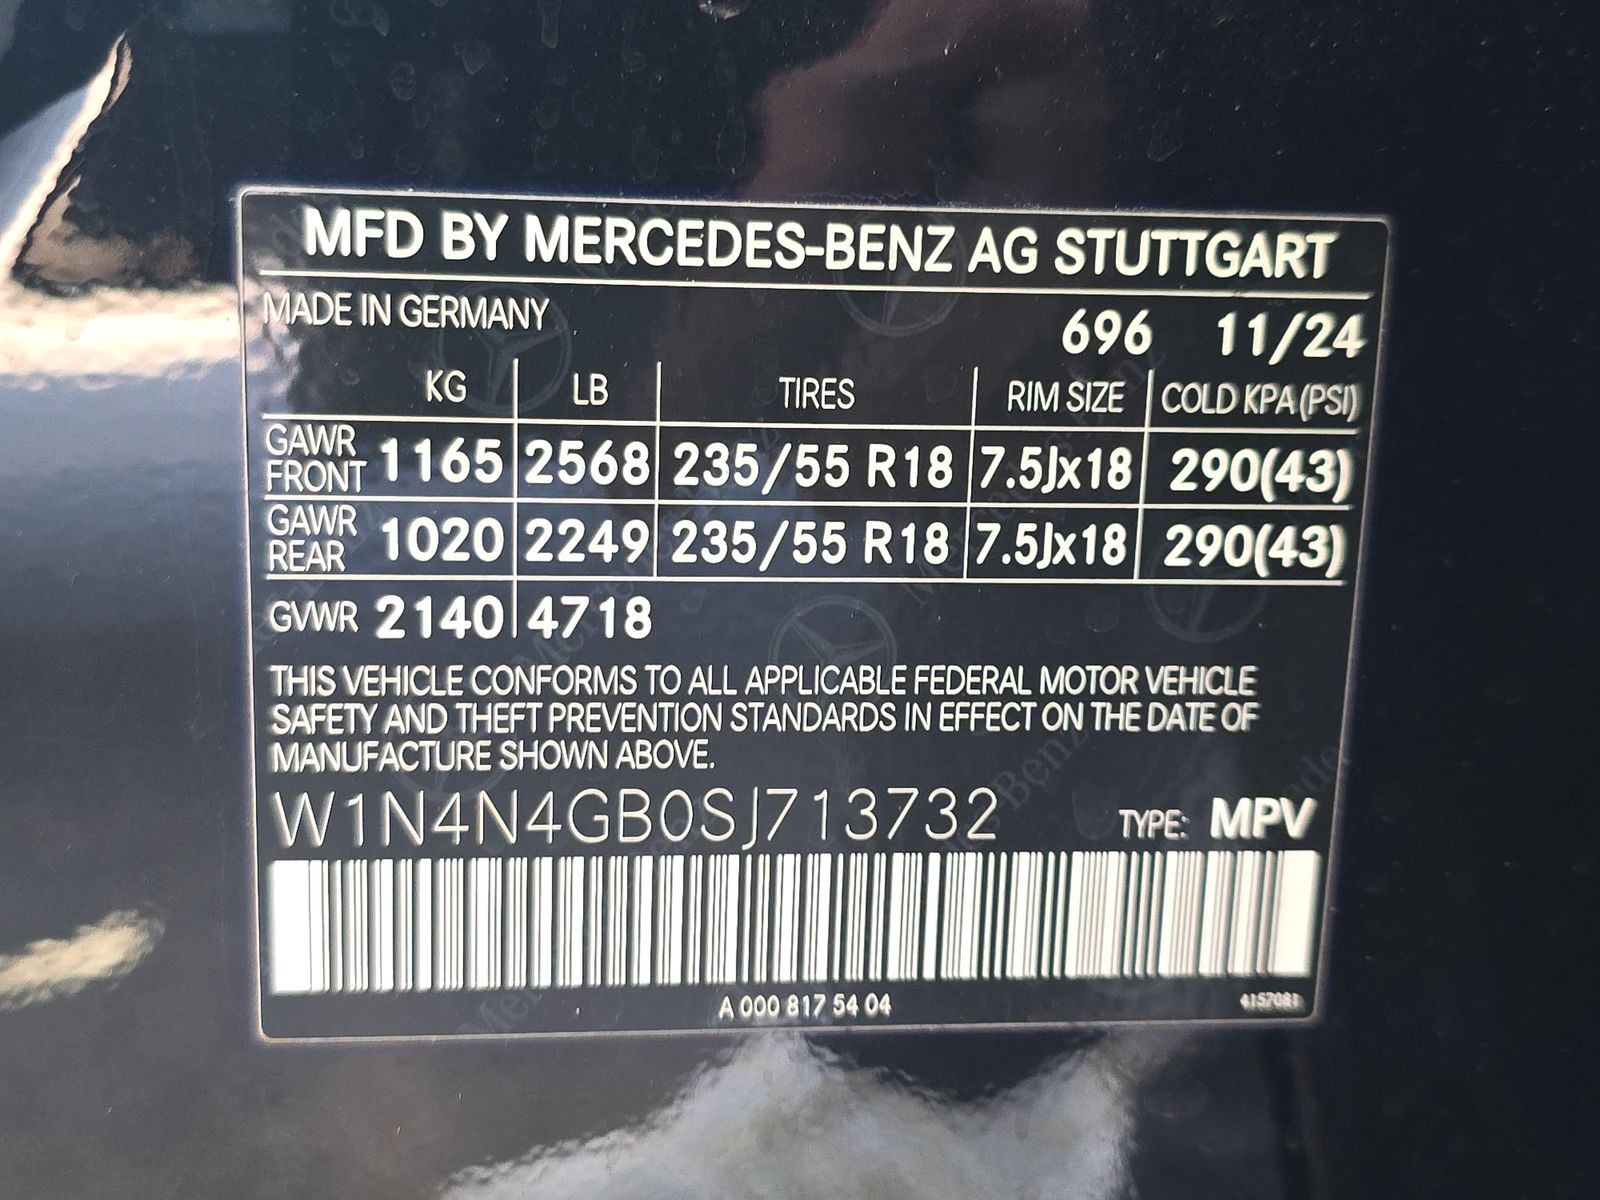 MFD BY MERCEDES-BENZ AG STUTTGART
MADE IN GERMANY 696 11/24
KG LB TIRES RIM SIZE COLD KPA (PSI)
GAWR FRONT 1165 2568 235/55 R18 7.5Jx18 290(43)
GAWR REAR 1020 2249 235/55 R18 7.5Jx18 290(43)
GVWR 2140 4718
THIS VEHICLE CONFORMS TO ALL APPLICABLE FEDERAL MOTOR VEHICLE
SAFETY AND THEFT PREVENTION STANDARDS IN EFFECT ON THE DATE OF
MANUFACTURE SHOWN ABOVE.
W1N4N4GB0SJ713732 TYPE: MPV
A 000 817 54 04 4157081